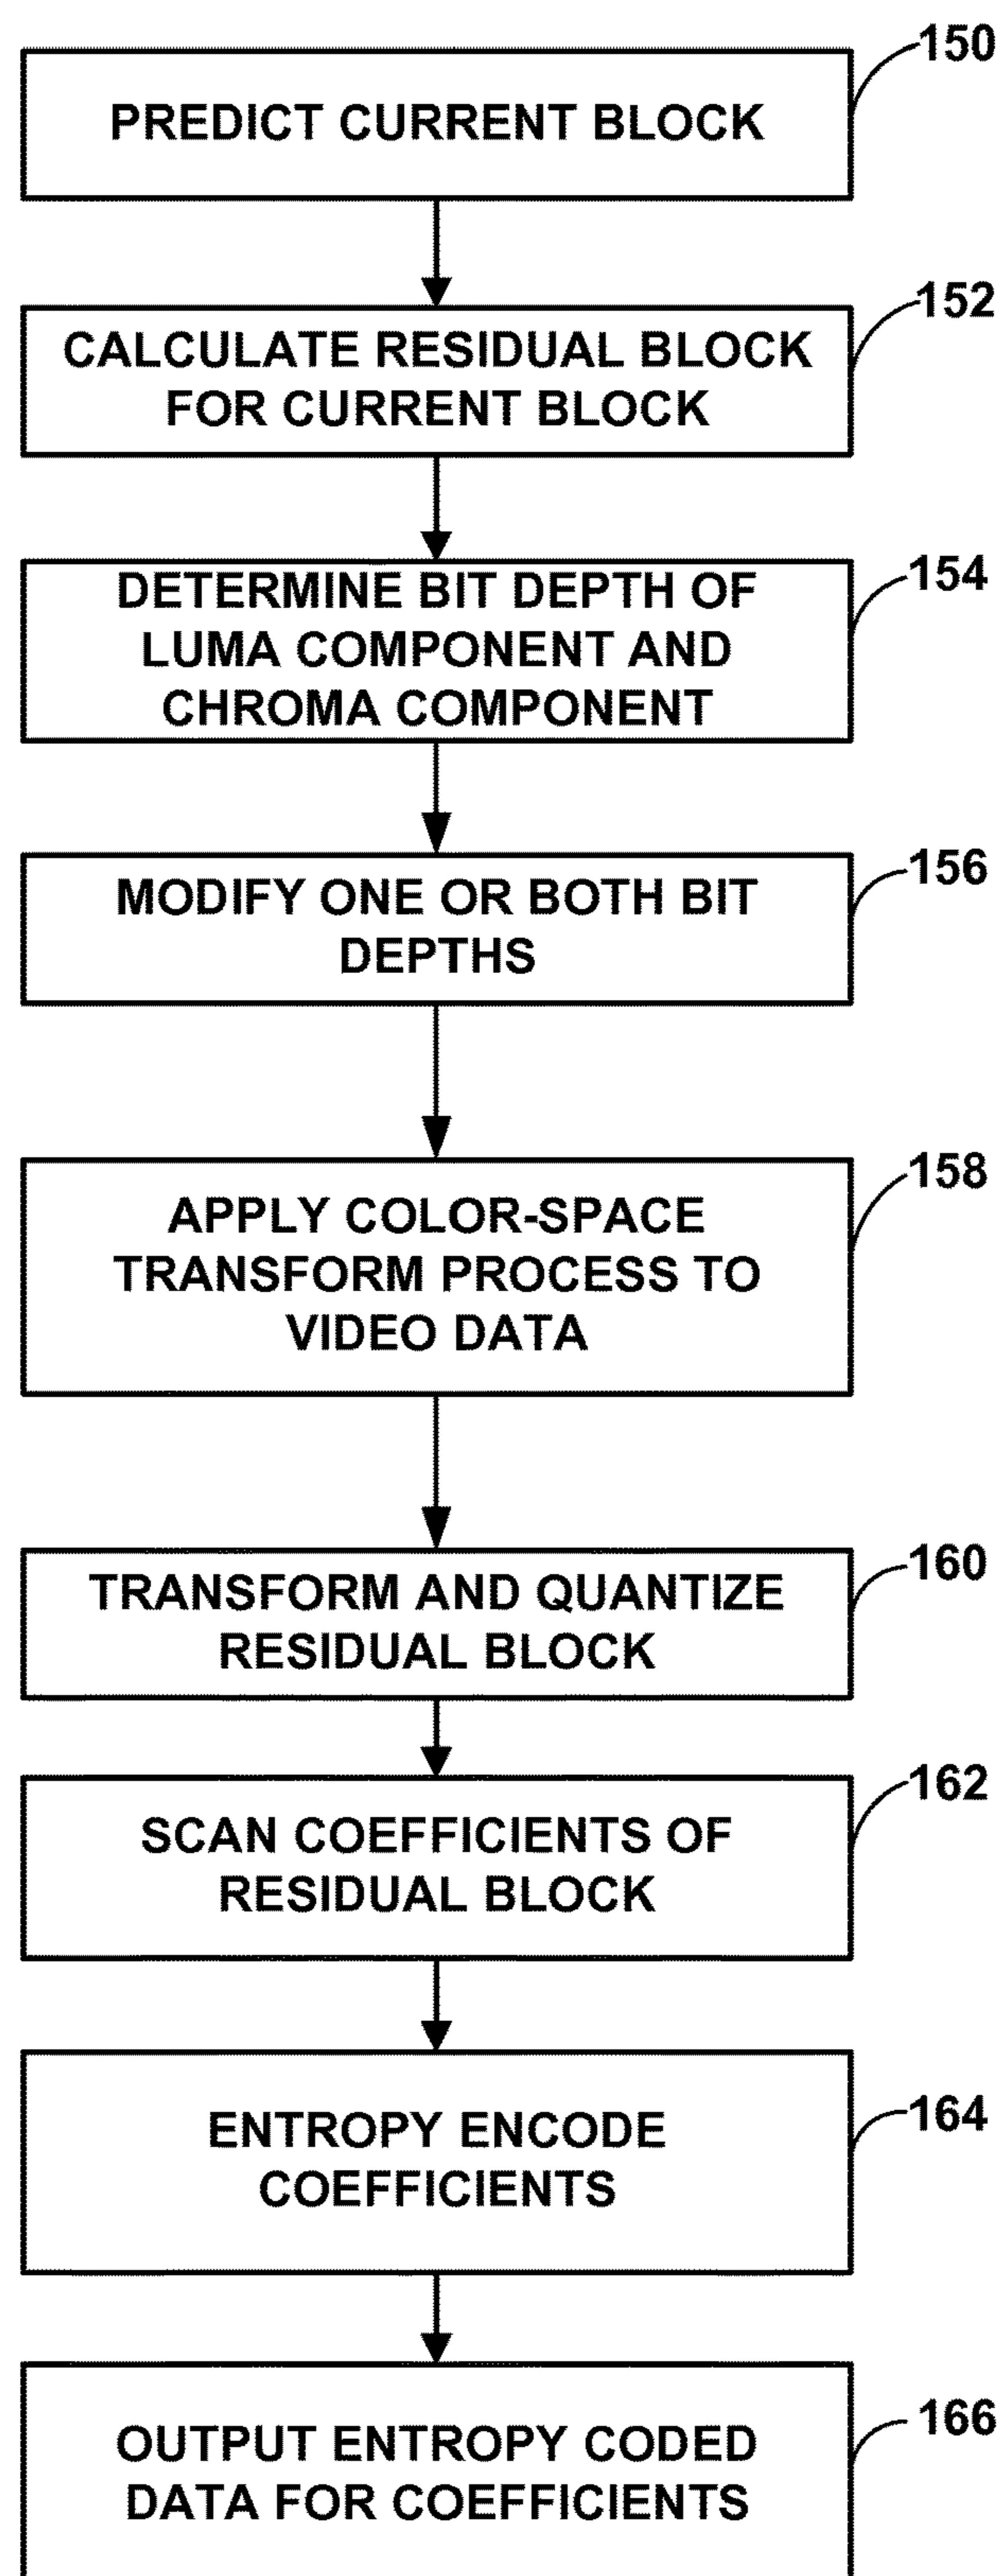 150
PREDICT CURRENT BLOCK
152
CALCULATE RESIDUAL BLOCK
FOR CURRENT BLOCK
154
DETERMINE BIT DEPTH OF
LUMA COMPONENT AND
CHROMA COMPONENT
156
MODIFY ONE OR BOTH BIT
DEPTHS
158
APPLY COLOR-SPACE
TRANSFORM PROCESS TO
VIDEO DATA
160
TRANSFORM AND QUANTIZE
RESIDUAL BLOCK
162
SCAN COEFFICIENTS OF
RESIDUAL BLOCK
164
ENTROPY ENCODE
COEFFICIENTS
166
OUTPUT ENTROPY CODED
DATA FOR COEFFICIENTS